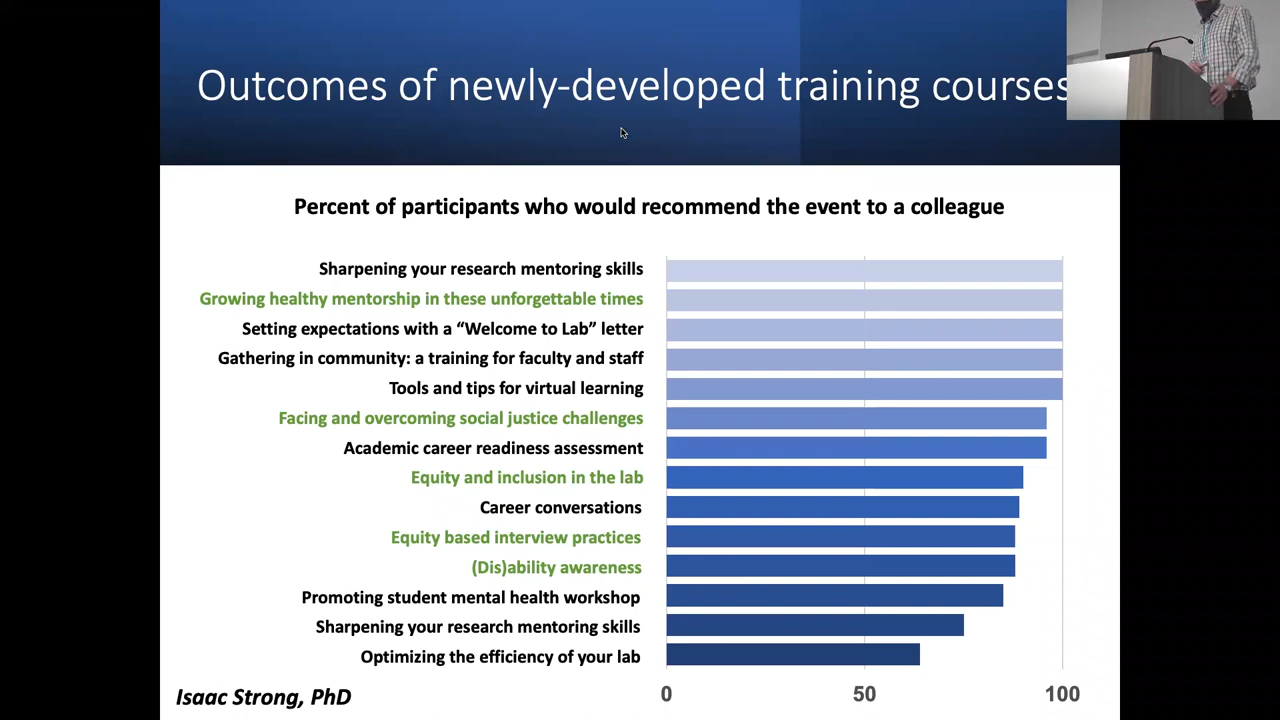 Outcomes of newly-developed training courses
Percent of participants who would recommend the event to a colleague
Sharpening your research mentoring skills
Growing healthy mentorship in these unforgettable times
Setting expectations with a “Welcome to Lab” letter
Gathering in community: a training for faculty and staff
Tools and tips for virtual learning
Facing and overcoming social justice challenges
Academic career readiness assessment
Equity and inclusion in the lab
Career conversations
Equity based interview practices
(Dis)ability awareness
Promoting student mental health workshop
Sharpening your research mentoring skills
Optimizing the efficiency of your lab
0 50 100
Isaac Strong, PhD